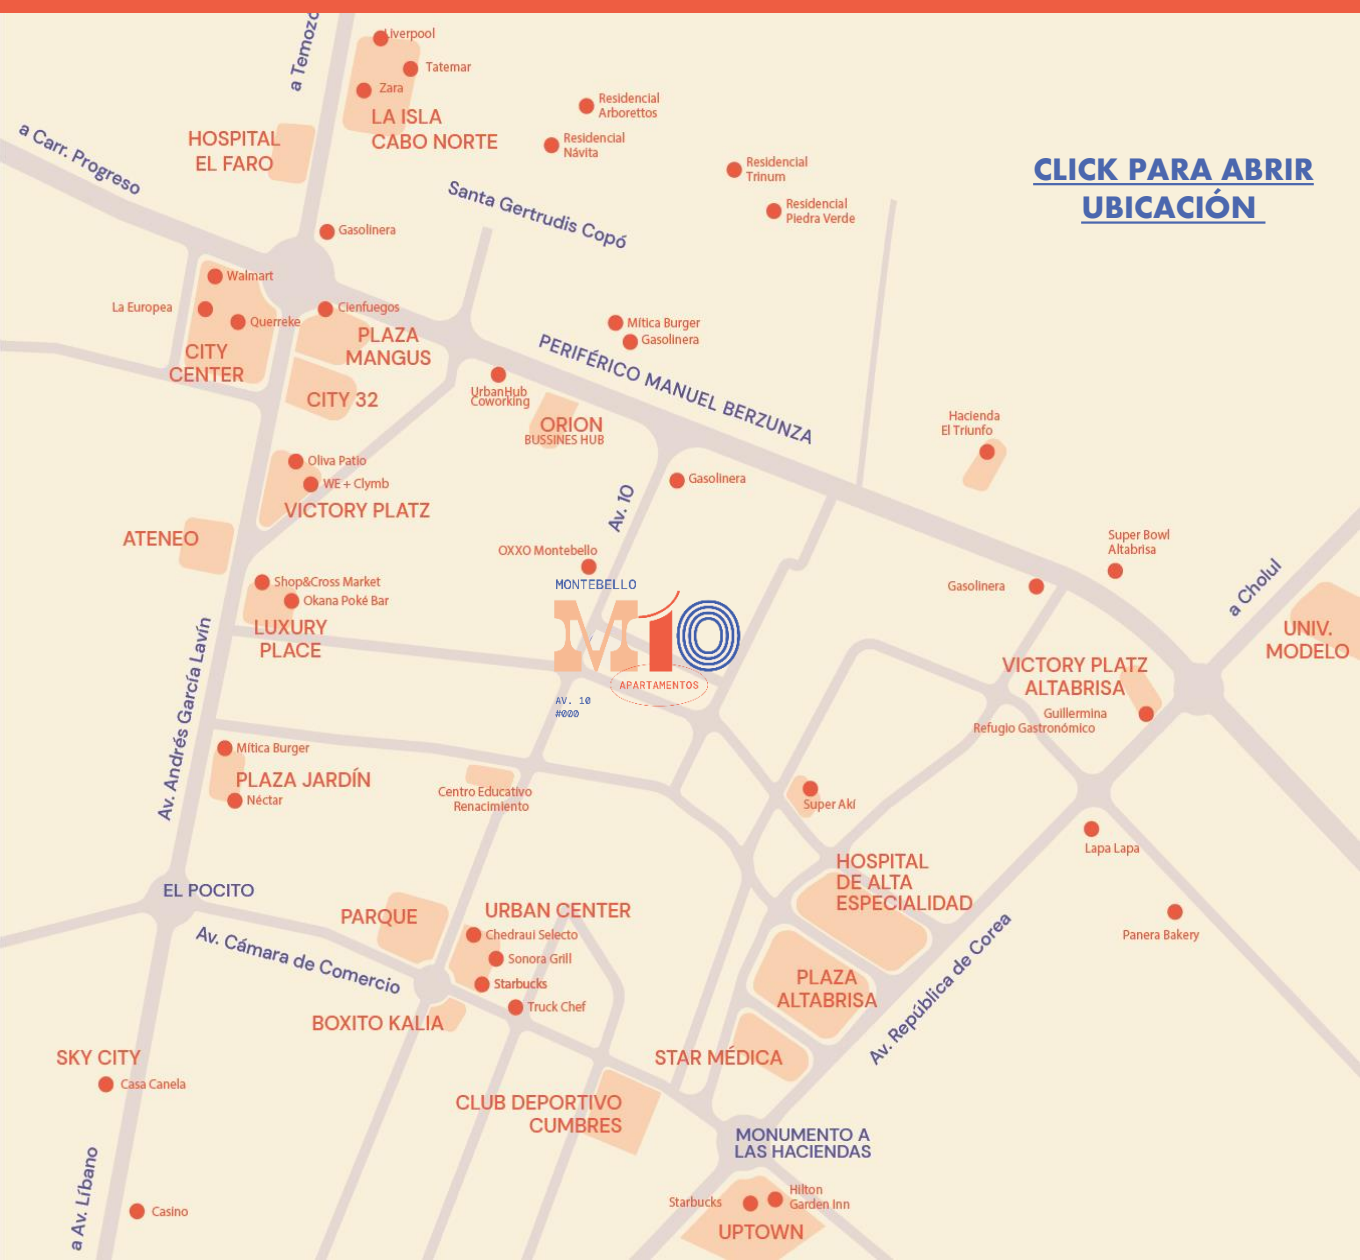 Liverpool
a Temozó
Tatemar
Zara
LA ISLA
CABO NORTE
HOSPITAL
EL FARO
a Carr. Progreso
Residencial
Arborettos
Residencial
Návita
Residencial
Trinum
Residencial
Piedra Verde
CLICK PARA ABRIR
UBICACIÓN
Santa Gertrudis Copó
Gasolinera
Walmart
La Europea
Querreke
CITY
CENTER
Cienfuegos
PLAZA
MANGUS
CITY 32
Mítica Burger
Gasolinera
PERIFÉRICO MANUEL BERZUNZA
UrbanHub
Coworking
ORION
BUSSINES HUB
Hacienda
El Triunfo
Oliva Patio
WE + Clymb
VICTORY PLATZ
Av. 10
Gasolinera
ATENEO
OXXO Montebello
Super Bowl
Altabrisa
Gasolinera
a Cholul
Shop&Cross Market
Okana Poké Bar
LUXURY
PLACE
MONTEBELLO
M10
APARTAMENTOS
AV. 10
#000
UNIV.
MODELO
VICTORY PLATZ
ALTABRISA
Guillermina
Refugio Gastronómico
Av. Andrés García Lavín
Mítica Burger
PLAZA JARDÍN
Néctar
Centro Educativo
Renacimiento
Super Akí
Lapa Lapa
HOSPITAL
DE ALTA
ESPECIALIDAD
EL POCITO
PARQUE
URBAN CENTER
Chedraui Selecto
Sonora Grill
Starbucks
Truck Chef
Panera Bakery
Av. Cámara de Comercio
PLAZA
ALTABRISA
Av. República de Corea
BOXITO KALIA
SKY CITY
Casa Canela
STAR MÉDICA
CLUB DEPORTIVO
CUMBRES
MONUMENTO A
LAS HACIENDAS
a Av. Líbano
Casino
Starbucks
Hilton
Garden Inn
UPTOWN